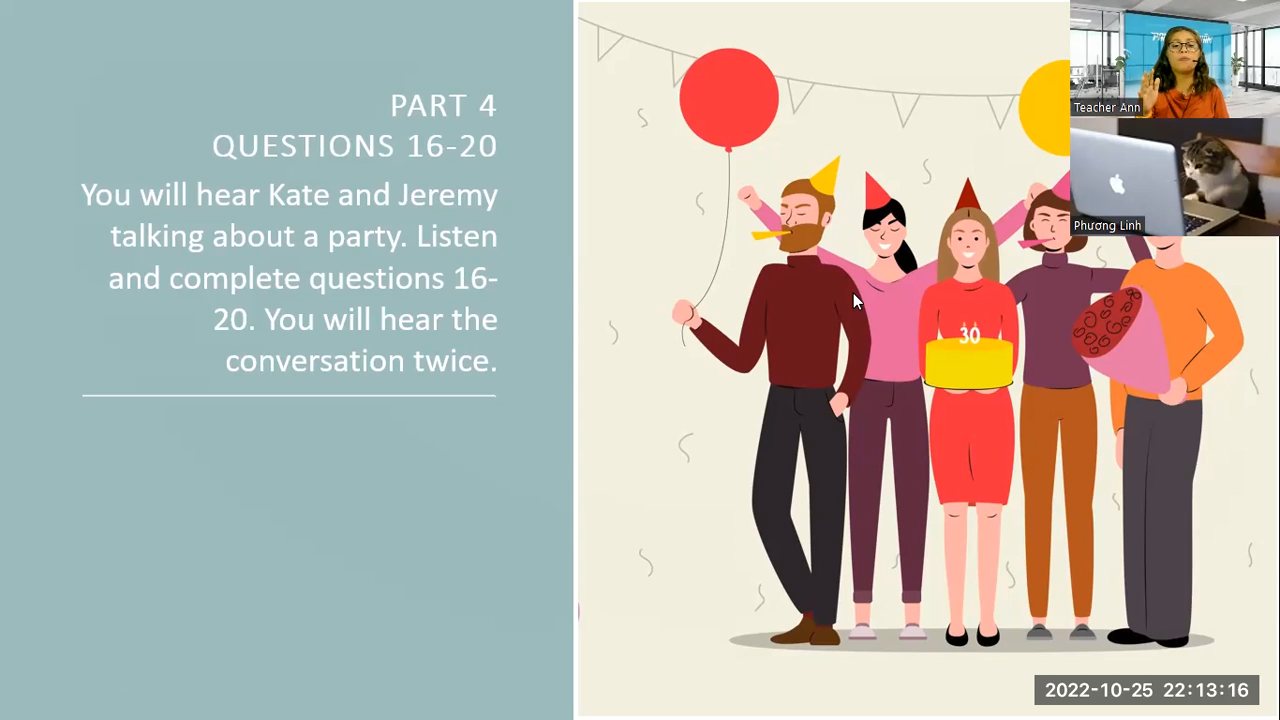 PART 4
QUESTIONS 16-20
You will hear Kate and Jeremy
talking about a party. Listen
and complete questions 16-
20. You will hear the
conversation twice.
30
Teacher Ann
Phương Linh
2022-10-25 22:13:16